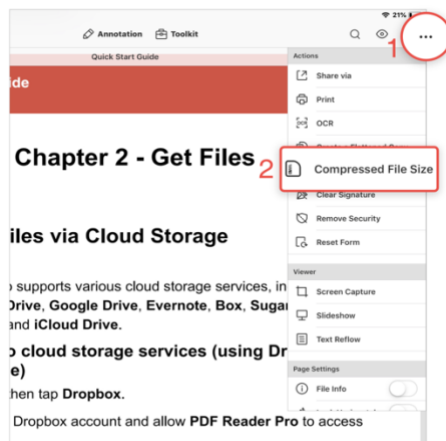 21%
Annotation Toolkit
1
Quick Start Guide
Actions
ide
Share via
Print
OCR
Chapter 2 - Get Files
2
Compressed File Size
Clear Signature
iles via Cloud Storage
Remove Security
Reset Form
Viewer
supports various cloud storage services, in
Screen Capture
Drive, Google Drive, Evernote, Box, Suga
Slideshow
and iCloud Drive.
Text Reflow
o cloud storage services (using Dr
e)
Page Settings
then tap Dropbox.
File Info
Dropbox account and allow PDF Reader Pro to access